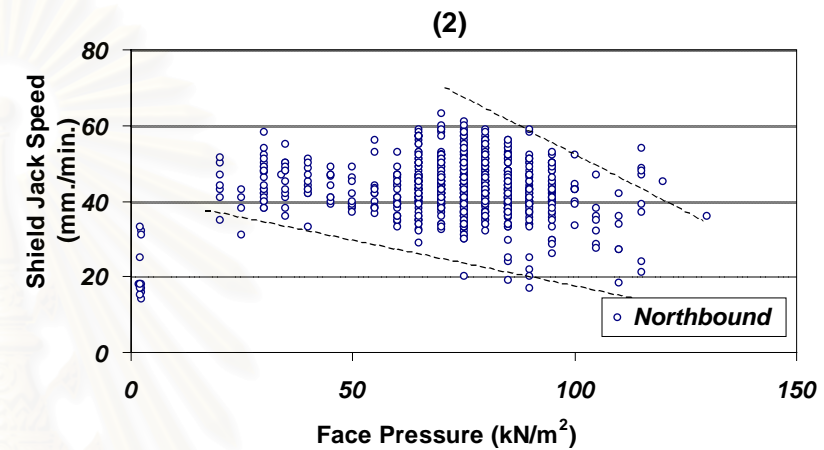 (2)
Shield Jack Speed
(mm./min.)
80
60
40
20
0
0 50 100 150
Northbound
Face Pressure (kN/m²)